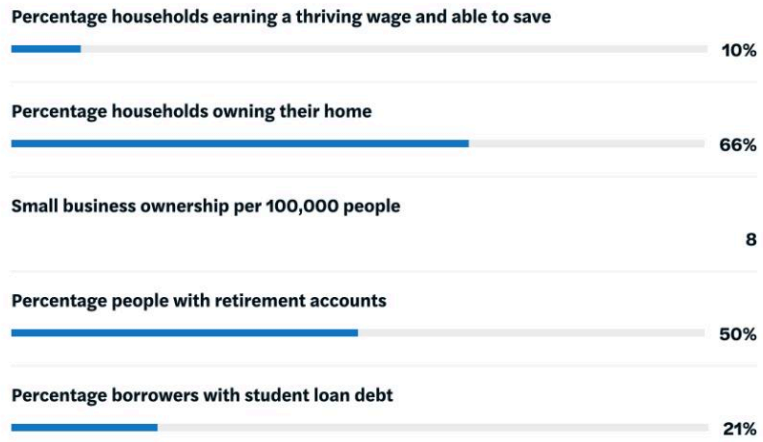 Percentage households earning a thriving wage and able to save
10%
Percentage households owning their home
66%
Small business ownership per 100,000 people
8
Percentage people with retirement accounts
50%
Percentage borrowers with student loan debt
21%